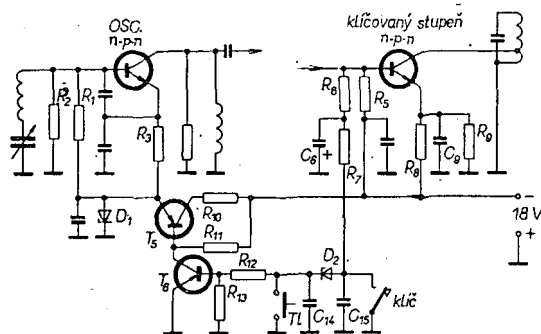 OSC.
n-p-n
klíčovaný stupeň
n-p-n
R2
R1
R3
R6
R5
C6
+
R7
C9
R9
R8
D1
T5
R10
R11
T6
R12
R13
Tl
D2
C14
C15
klíč
−
18 V
+